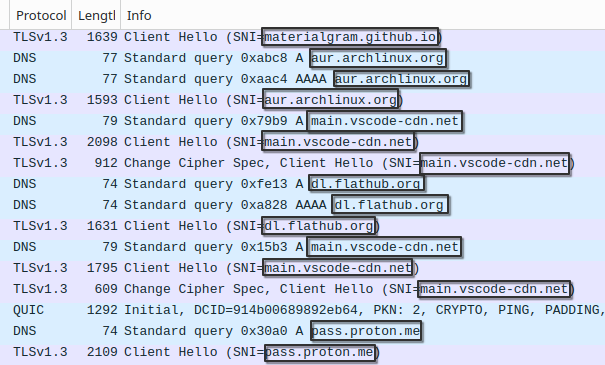 Protocol Lengtl Info
TLSv1.3 1639 Client Hello (SNI=materialgram.github.io)
DNS 77 Standard query 0xabc8 A aur.archlinux.org
DNS 77 Standard query 0xaac4 AAAA aur.archlinux.org
TLSv1.3 1593 Client Hello (SNI=aur.archlinux.org)
DNS 79 Standard query 0x79b9 A main.vscode-cdn.net
TLSv1.3 2098 Client Hello (SNI=main.vscode-cdn.net)
TLSv1.3 912 Change Cipher Spec, Client Hello (SNI=main.vscode-cdn.net)
DNS 74 Standard query 0xfe13 A dl.flathub.org
DNS 74 Standard query 0xa828 AAAA dl.flathub.org
TLSv1.3 1631 Client Hello (SNI=dl.flathub.org)
DNS 79 Standard query 0x15b3 A main.vscode-cdn.net
TLSv1.3 1795 Client Hello (SNI=main.vscode-cdn.net)
TLSv1.3 609 Change Cipher Spec, Client Hello (SNI=main.vscode-cdn.net)
QUIC 1292 Initial, DCID=914b00689892eb64, PKN: 2, CRYPTO, PING, PADDING,
DNS 74 Standard query 0x30a0 A pass.proton.me
TLSv1.3 2109 Client Hello (SNI=pass.proton.me)